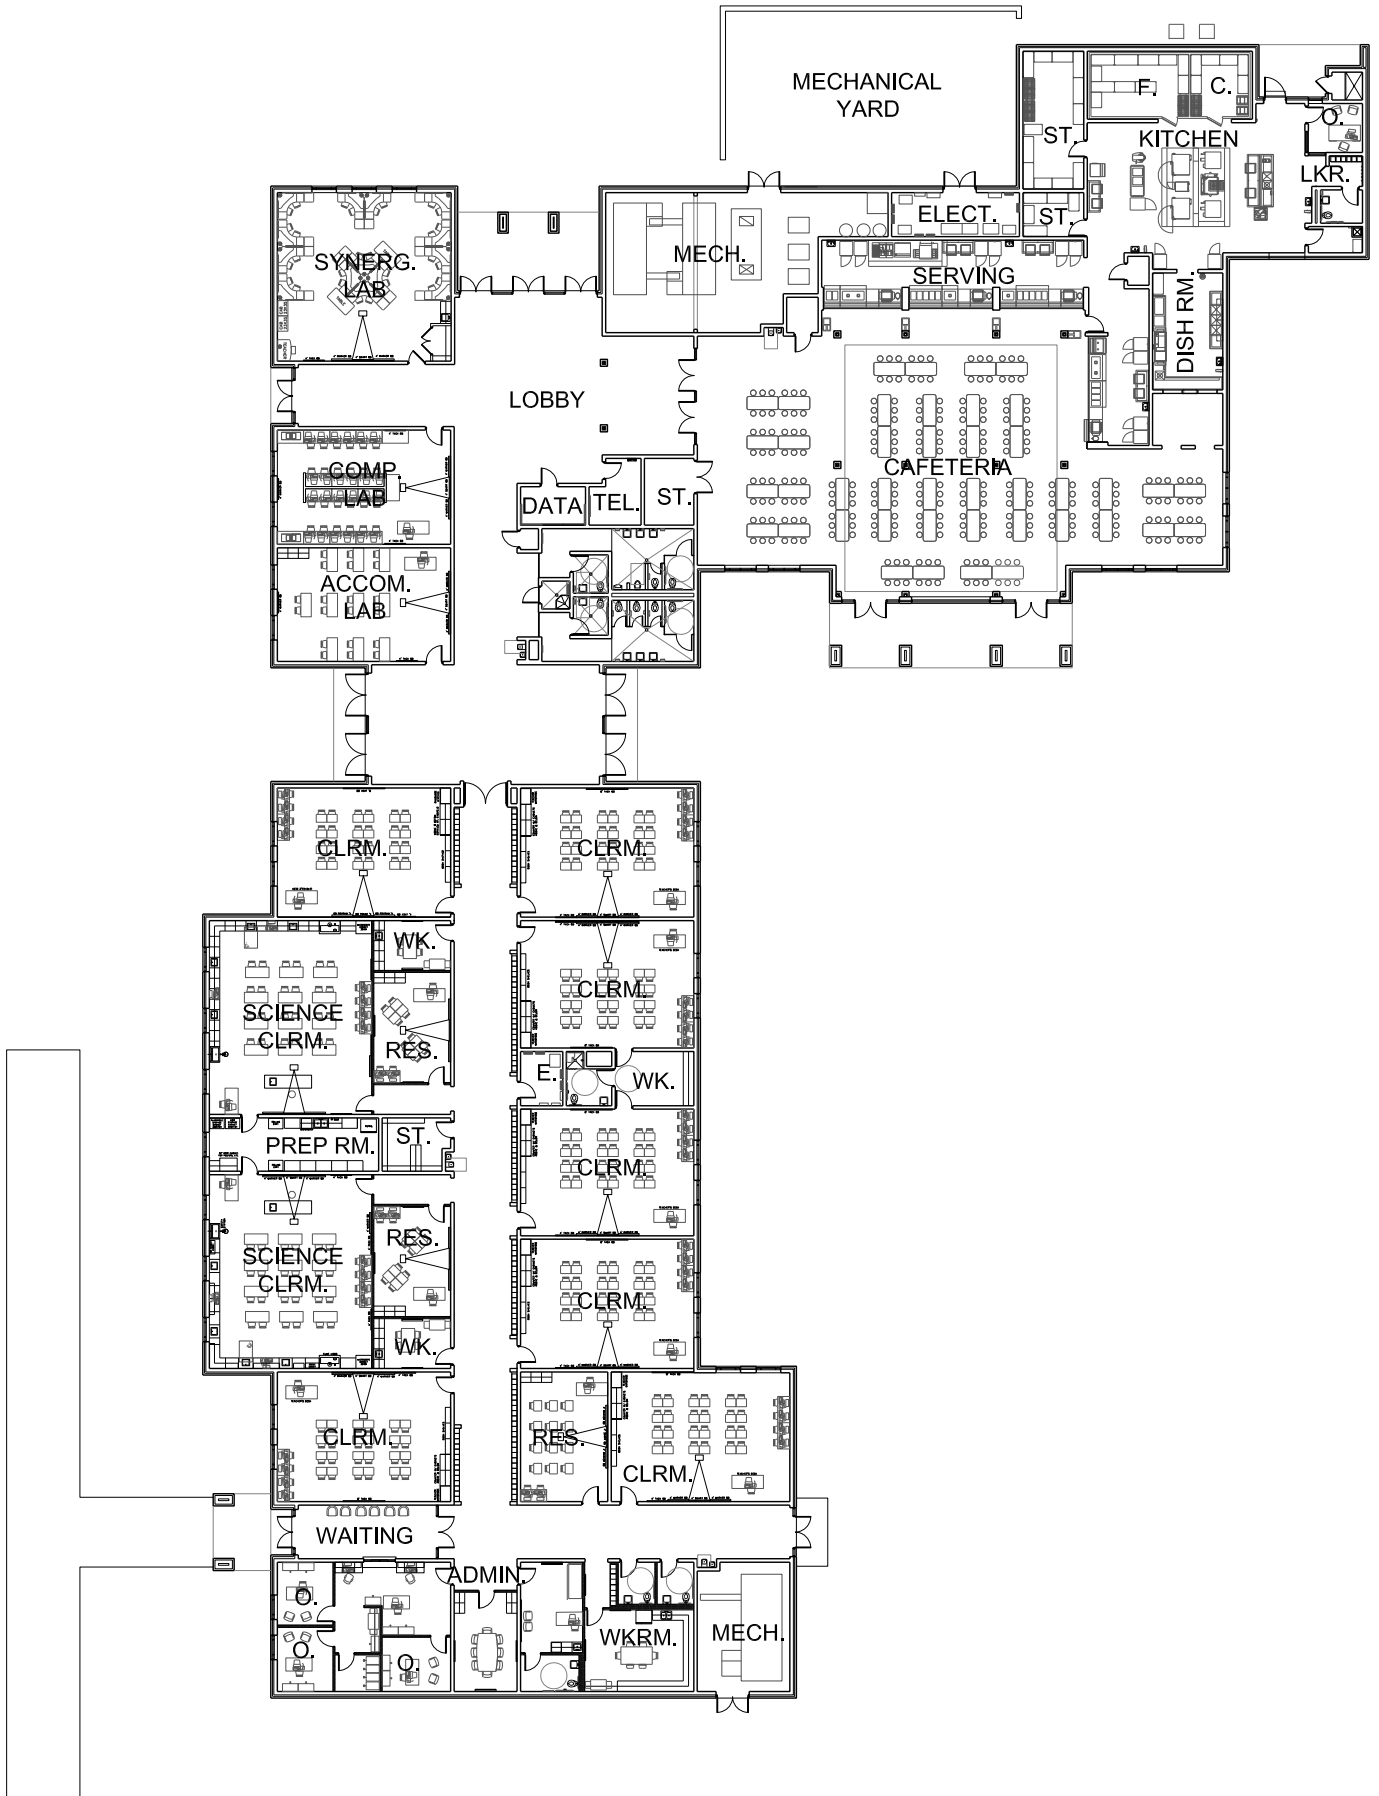 MECHANICAL
YARD
F.
C.
ST.
KITCHEN
O.
LKR.
ELECT.
ST.
MECH.
SYNERG.
LAB
SERVING
DISH RM.
LOBBY
COMP
LAB
CAFETERIA
DATA
TEL.
ST.
ACCOM.
LAB
CLRM.
CLRM.
WK.
CLRM.
SCIENCE
CLRM.
RES.
E.
WK.
PREP RM.
ST.
CLRM.
RES.
SCIENCE
CLRM.
CLRM.
WK.
CLRM.
RES.
CLRM.
WAITING
ADMIN.
O.
WKRM.
MECH.
O.
O.